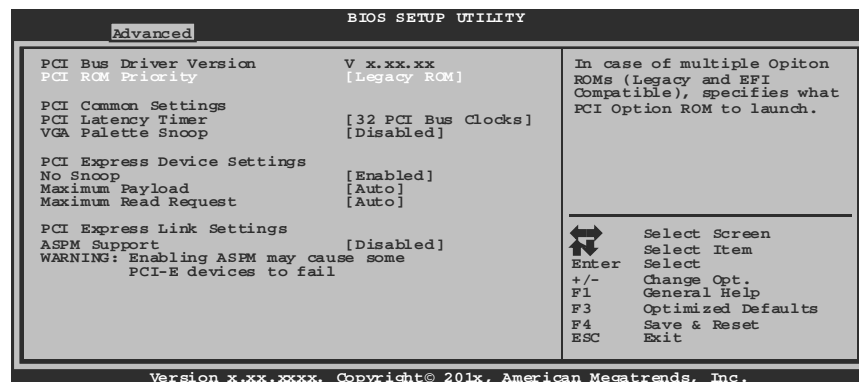 BIOS SETUP UTILITY
Advanced
PCI Bus Driver Version V x.xx.xx
PCI ROM Priority [Legacy ROM]
PCI Common Settings
PCI Latency Timer [32 PCI Bus Clocks]
VGA Palette Snoop [Disabled]
PCI Express Device Settings
No Snoop [Enabled]
Maximum Payload [Auto]
Maximum Read Request [Auto]
PCI Express Link Settings
ASPM Support [Disabled]
WARNING: Enabling ASPM may cause some
PCI-E devices to fail
In case of multiple Opiton
ROMs (Legacy and EFI
Compatible), specifies what
PCI Option ROM to launch.
Select Screen
Select Item
Enter Select
+/- Change Opt.
F1 General Help
F3 Optimized Defaults
F4 Save & Reset
ESC Exit
Version x.xx.xxxx. Copyright© 201x, American Megatrends, Inc.